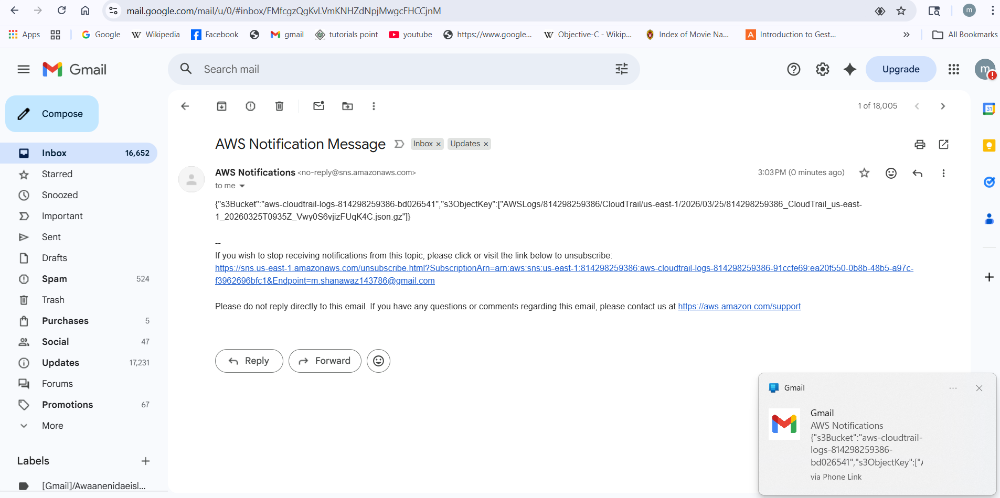 mail.google.com/mail/u/0/#inbox/FMfcgzQgKvLVmKNHZdNpjMwgcFHCCjnM
m
Apps Google Wikipedia Facebook gmail tutorials point youtube https://www.google... Objective-C - Wikip... Index of Movie Na... Introduction to Gest... » All Bookmarks
Gmail
Search mail
Upgrade
m
Compose
1 of 18,005
31
AWS Notification Message Inbox × Updates ×
Inbox 16,652
Starred
Snoozed
Important
Sent
Drafts
Spam 524
Trash
Purchases 5
Social 47
Updates 17,231
Forums
Promotions 67
More
Labels +
[Gmail]/Awaanenidaeisl...
AWS Notifications <no-reply@sns.amazonaws.com> 3:03 PM (0 minutes ago)
to me
{"s3Bucket":"aws-cloudtrail-logs-814298259386-bd026541","s3ObjectKey":["AWSLogs/814298259386/CloudTrail/us-east-1/2026/03/25/814298259386_CloudTrail_us-east-
1_20260325T0935Z_Vwy0S6vjizFUqK4C.json.gz"]}
--
If you wish to stop receiving notifications from this topic, please click or visit the link below to unsubscribe:
https://sns.us-east-1.amazonaws.com/unsubscribe.html?SubscriptionArn=arn:aws:sns:us-east-1:814298259386:aws-cloudtrail-logs-814298259386-91ccfe69:ea20f550-0b8b-48b5-a97c-
f3962696bfc1&Endpoint=m.shanawaz143786@gmail.com
Please do not reply directly to this email. If you have any questions or comments regarding this email, please contact us at https://aws.amazon.com/support
Reply
Forward
Gmail
Gmail
AWS Notifications
{"s3Bucket":"aws-cloudtrail-
logs-814298259386-
bd026541","s3ObjectKey":["A
via Phone Link